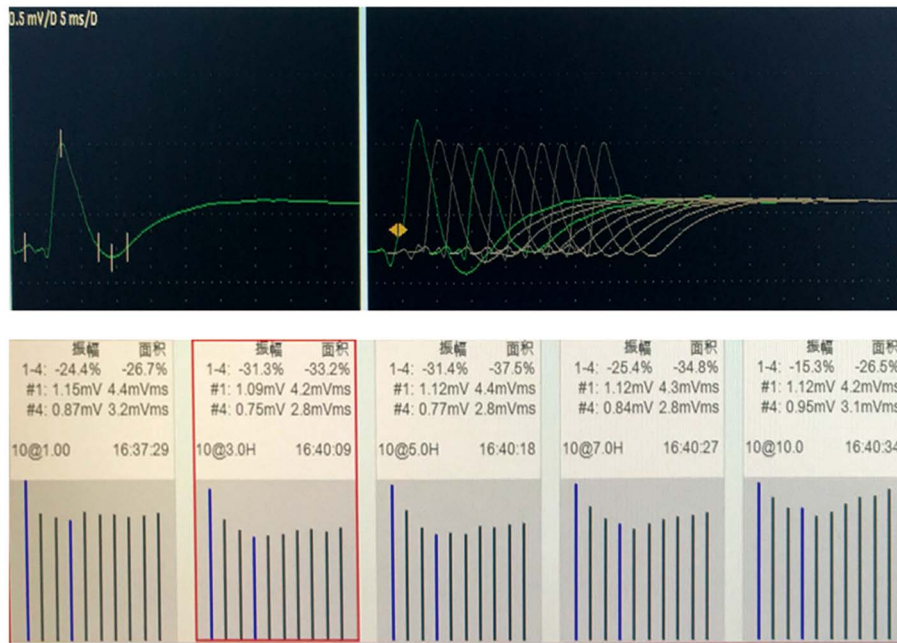 0.5 mV/D 5 ms/D
振幅 面积
1-4: -24.4% -26.7%
#1: 1.15mV 4.4mVms
#4: 0.87mV 3.2mVms
10@1.00 16:37:29
振幅 面积
1-4: -31.3% -33.2%
#1: 1.09mV 4.2mVms
#4: 0.75mV 2.8mVms
10@3.0H 16:40:09
振幅 面积
1-4: -31.4% -37.5%
#1: 1.12mV 4.4mVms
#4: 0.77mV 2.8mVms
10@5.0H 16:40:18
振幅 面积
1-4: -25.4% -34.8%
#1: 1.12mV 4.3mVms
#4: 0.84mV 2.8mVms
10@7.0H 16:40:27
振幅 面积
1-4: -15.3% -26.5%
#1: 1.12mV 4.2mVms
#4: 0.95mV 3.1mVms
10@10.0 16:40:34